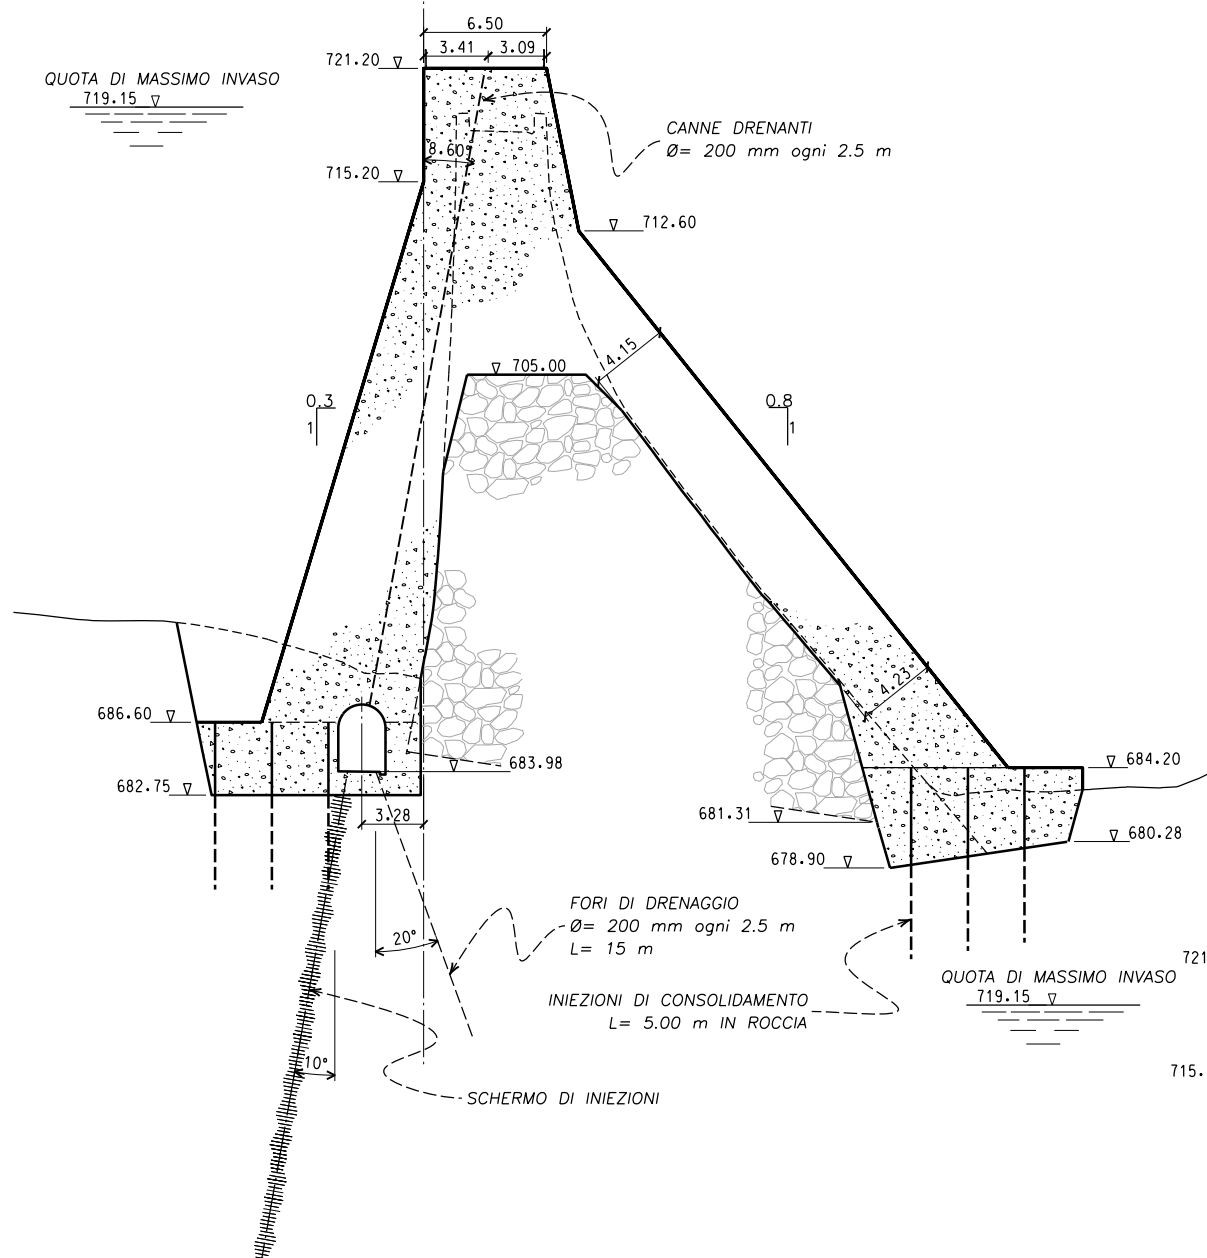 6.50
3.41 3.09
721.20
QUOTA DI MASSIMO INVASO
719.15
CANNE DRENANTI
Ø= 200 mm ogni 2.5 m
8.60°
715.20
712.60
4.15
705.00
0.3
1
0.8
1
4.23
686.60
683.98
684.20
682.75
3.28
681.31
680.28
678.90
FORI DI DRENAGGIO
Ø= 200 mm ogni 2.5 m
L= 15 m
20°
721
QUOTA DI MASSIMO INVASO
719.15
INIEZIONI DI CONSOLIDAMENTO
L= 5.00 m IN ROCCIA
10°
715.
SCHERMO DI INIEZIONI